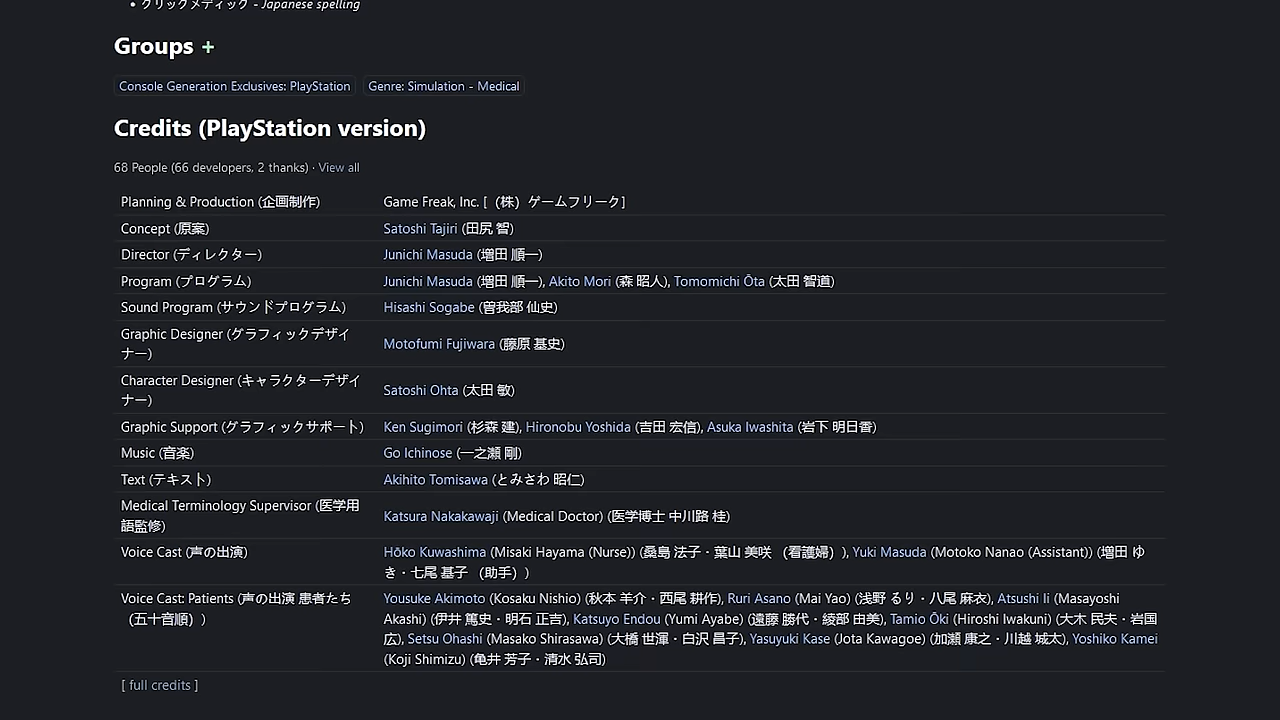 • クリックメディック - Japanese spelling
Groups +
Console Generation Exclusives: PlayStation Genre: Simulation - Medical
Credits (PlayStation version)
68 People (66 developers, 2 thanks) · View all
Planning & Production (企画制作) Game Freak, Inc. [（株）ゲームフリーク]
Concept (原案) Satoshi Tajiri (田尻 智)
Director (ディレクター) Junichi Masuda (増田 順一)
Program (プログラム) Junichi Masuda (増田 順一), Akito Mori (森 昭人), Tomomichi Ōta (太田 智道)
Sound Program (サウンドプログラム) Hisashi Sogabe (曽我部 仙史)
Graphic Designer (グラフィックデザイ
ナー) Motofumi Fujiwara (藤原 基史)
Character Designer (キャラクターデザイ
ナー) Satoshi Ohta (太田 敏)
Graphic Support (グラフィックサポート) Ken Sugimori (杉森 建), Hironobu Yoshida (吉田 宏信), Asuka Iwashita (岩下 明日香)
Music (音楽) Go Ichinose (一之瀬 剛)
Text (テキスト) Akihito Tomisawa (とみさわ 昭仁)
Medical Terminology Supervisor (医学用
語監修) Katsura Nakakawaji (Medical Doctor) (医学博士 中川路 桂)
Voice Cast (声の出演) Hōko Kuwashima (Misaki Hayama (Nurse)) (桑島 法子・葉山 美咲 （看護婦）), Yuki Masuda (Motoko Nanao (Assistant)) (増田 ゆ
き・七尾 基子 （助手）)
Voice Cast: Patients (声の出演 患者たち
（五十音順）) Yousuke Akimoto (Kosaku Nishio) (秋本 羊介・西尾 耕作), Ruri Asano (Mai Yao) (浅野 るり・八尾 麻衣), Atsushi Ii (Masayoshi
Akashi) (伊井 篤史・明石 正吉), Katsuyo Endou (Yumi Ayabe) (遠藤 勝代・綾部 由美), Tamio Ōki (Hiroshi Iwakuni) (大木 民夫・岩国
広), Setsu Ohashi (Masako Shirasawa) (大橋 世津・白沢 昌子), Yasuyuki Kase (Jota Kawagoe) (加瀬 康之・川越 城太), Yoshiko Kamei
(Koji Shimizu) (亀井 芳子・清水 弘司)
[ full credits ]